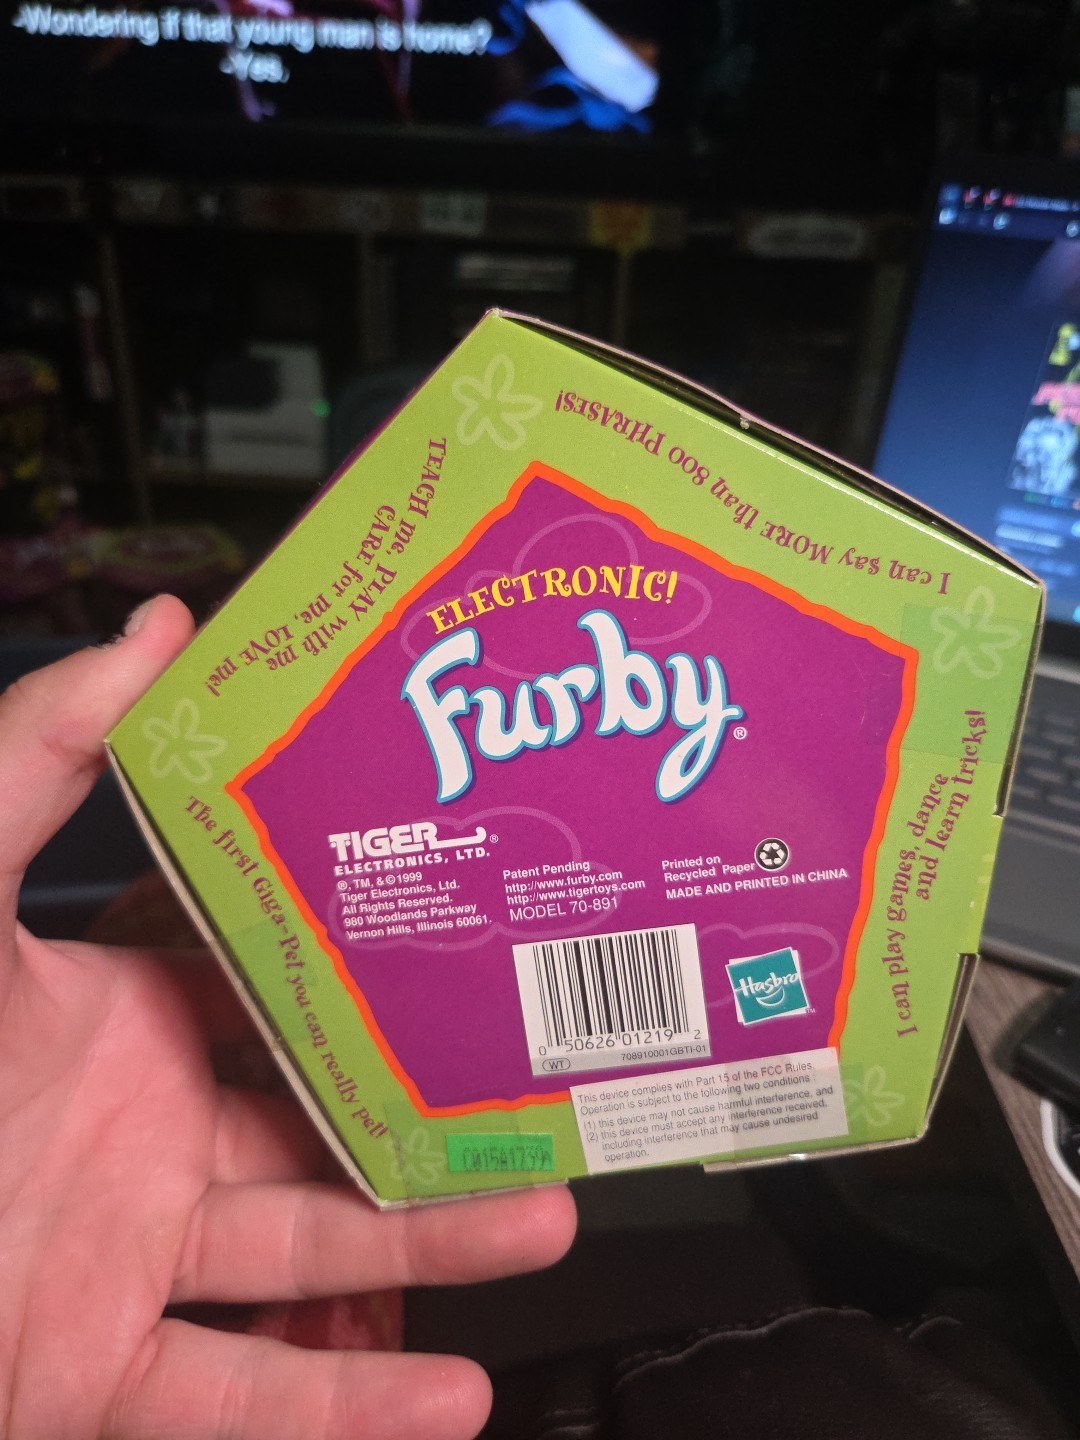 -Wondering if that young man is home?
-Yes.
I can say MORE than 800 PHRASES!
TEACH me, PLAY with me
CARE for me, LOVE me!
ELECTRONIC!
Furby®
I can play games, dance
and learn tricks!
The first Giga-Pet you can really pet!
TIGER®
ELECTRONICS, LTD.
®, TM, & © 1999
Tiger Electronics, Ltd.
All Rights Reserved.
980 Woodlands Parkway
Vernon Hills, Illinois 60061.
Patent Pending
http://www.furby.com
http://www.tigertoys.com
MODEL 70-891
Printed on
Recycled Paper
MADE AND PRINTED IN CHINA
0 50626 01219 2
WT
708910001GBTI-01
Hasbro
TM
This device complies with Part 15 of the FCC Rules.
Operation is subject to the following two conditions :
(1) this device may not cause harmful interference, and
(2) this device must accept any interference received,
including interference that may cause undesired
operation.